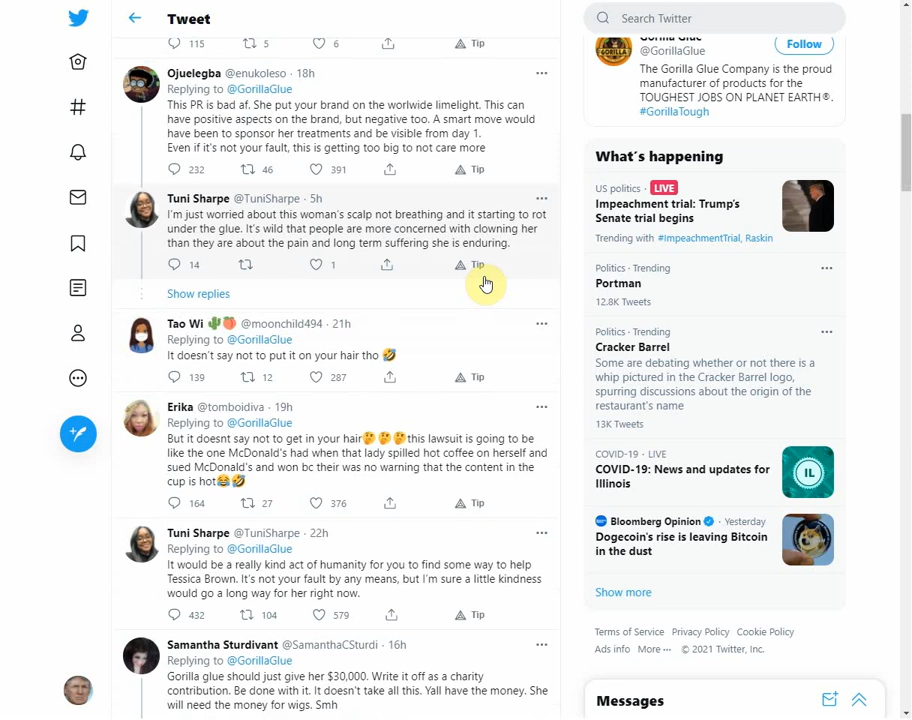 Tweet
115 5 6 Tip
Ojuelegba @enukoleso · 18h
Replying to @GorillaGlue
This PR is bad af. She put your brand on the worlwide limelight. This can
have positive aspects on the brand, but negative too. A smart move would
have been to sponsor her treatments and be visible from day 1.
Even if it's not your fault, this is getting too big to not care more
232 46 391 Tip
Tuni Sharpe @TuniSharpe · 5h
I'm just worried about this woman's scalp not breathing and it starting to rot
under the glue. It's wild that people are more concerned with clowning her
than they are about the pain and long term suffering she is enduring.
14 1 Tip
Show replies
Tao Wi 🌵🍑 @moonchild494 · 21h
Replying to @GorillaGlue
It doesn't say not to put it on your hair tho 🤣
139 12 287 Tip
Erika @tomboidiva · 19h
Replying to @GorillaGlue
But it doesnt say not to get in your hair🤔🤔🤔this lawsuit is going to be
like the one McDonald's had when that lady spilled hot coffee on herself and
sued McDonald's and won bc their was no warning that the content in the
cup is hot😂🤣
164 27 376 Tip
Tuni Sharpe @TuniSharpe · 22h
Replying to @GorillaGlue
It would be a really kind act of humanity for you to find some way to help
Tessica Brown. It's not your fault by any means, but I'm sure a little kindness
would go a long way for her right now.
432 104 579 Tip
Samantha Sturdivant @SamanthaCSturdi · 16h
Replying to @GorillaGlue
Gorilla glue should just give her $30,000. Write it off as a charity
contribution. Be done with it. It doesn't take all this. Yall have the money. She
will need the money for wigs. Smh
Search Twitter
Gorilla Glue
@GorillaGlue
Follow
The Gorilla Glue Company is the proud
manufacturer of products for the
TOUGHEST JOBS ON PLANET EARTH®.
#GorillaTough
GORILLA
What's happening
US politics · LIVE
Impeachment trial: Trump's
Senate trial begins
Trending with #ImpeachmentTrial, Raskin
Politics · Trending
Portman
12.8K Tweets
Politics · Trending
Cracker Barrel
Some are debating whether or not there is a
whip pictured in the Cracker Barrel logo,
spurring discussions about the origin of the
restaurant's name
13K Tweets
COVID-19 · LIVE
COVID-19: News and updates for
Illinois
IL
Bloomberg Opinion · Yesterday
Dogecoin's rise is leaving Bitcoin
in the dust
Show more
Terms of Service Privacy Policy Cookie Policy
Ads info More ··· © 2021 Twitter, Inc.
Messages